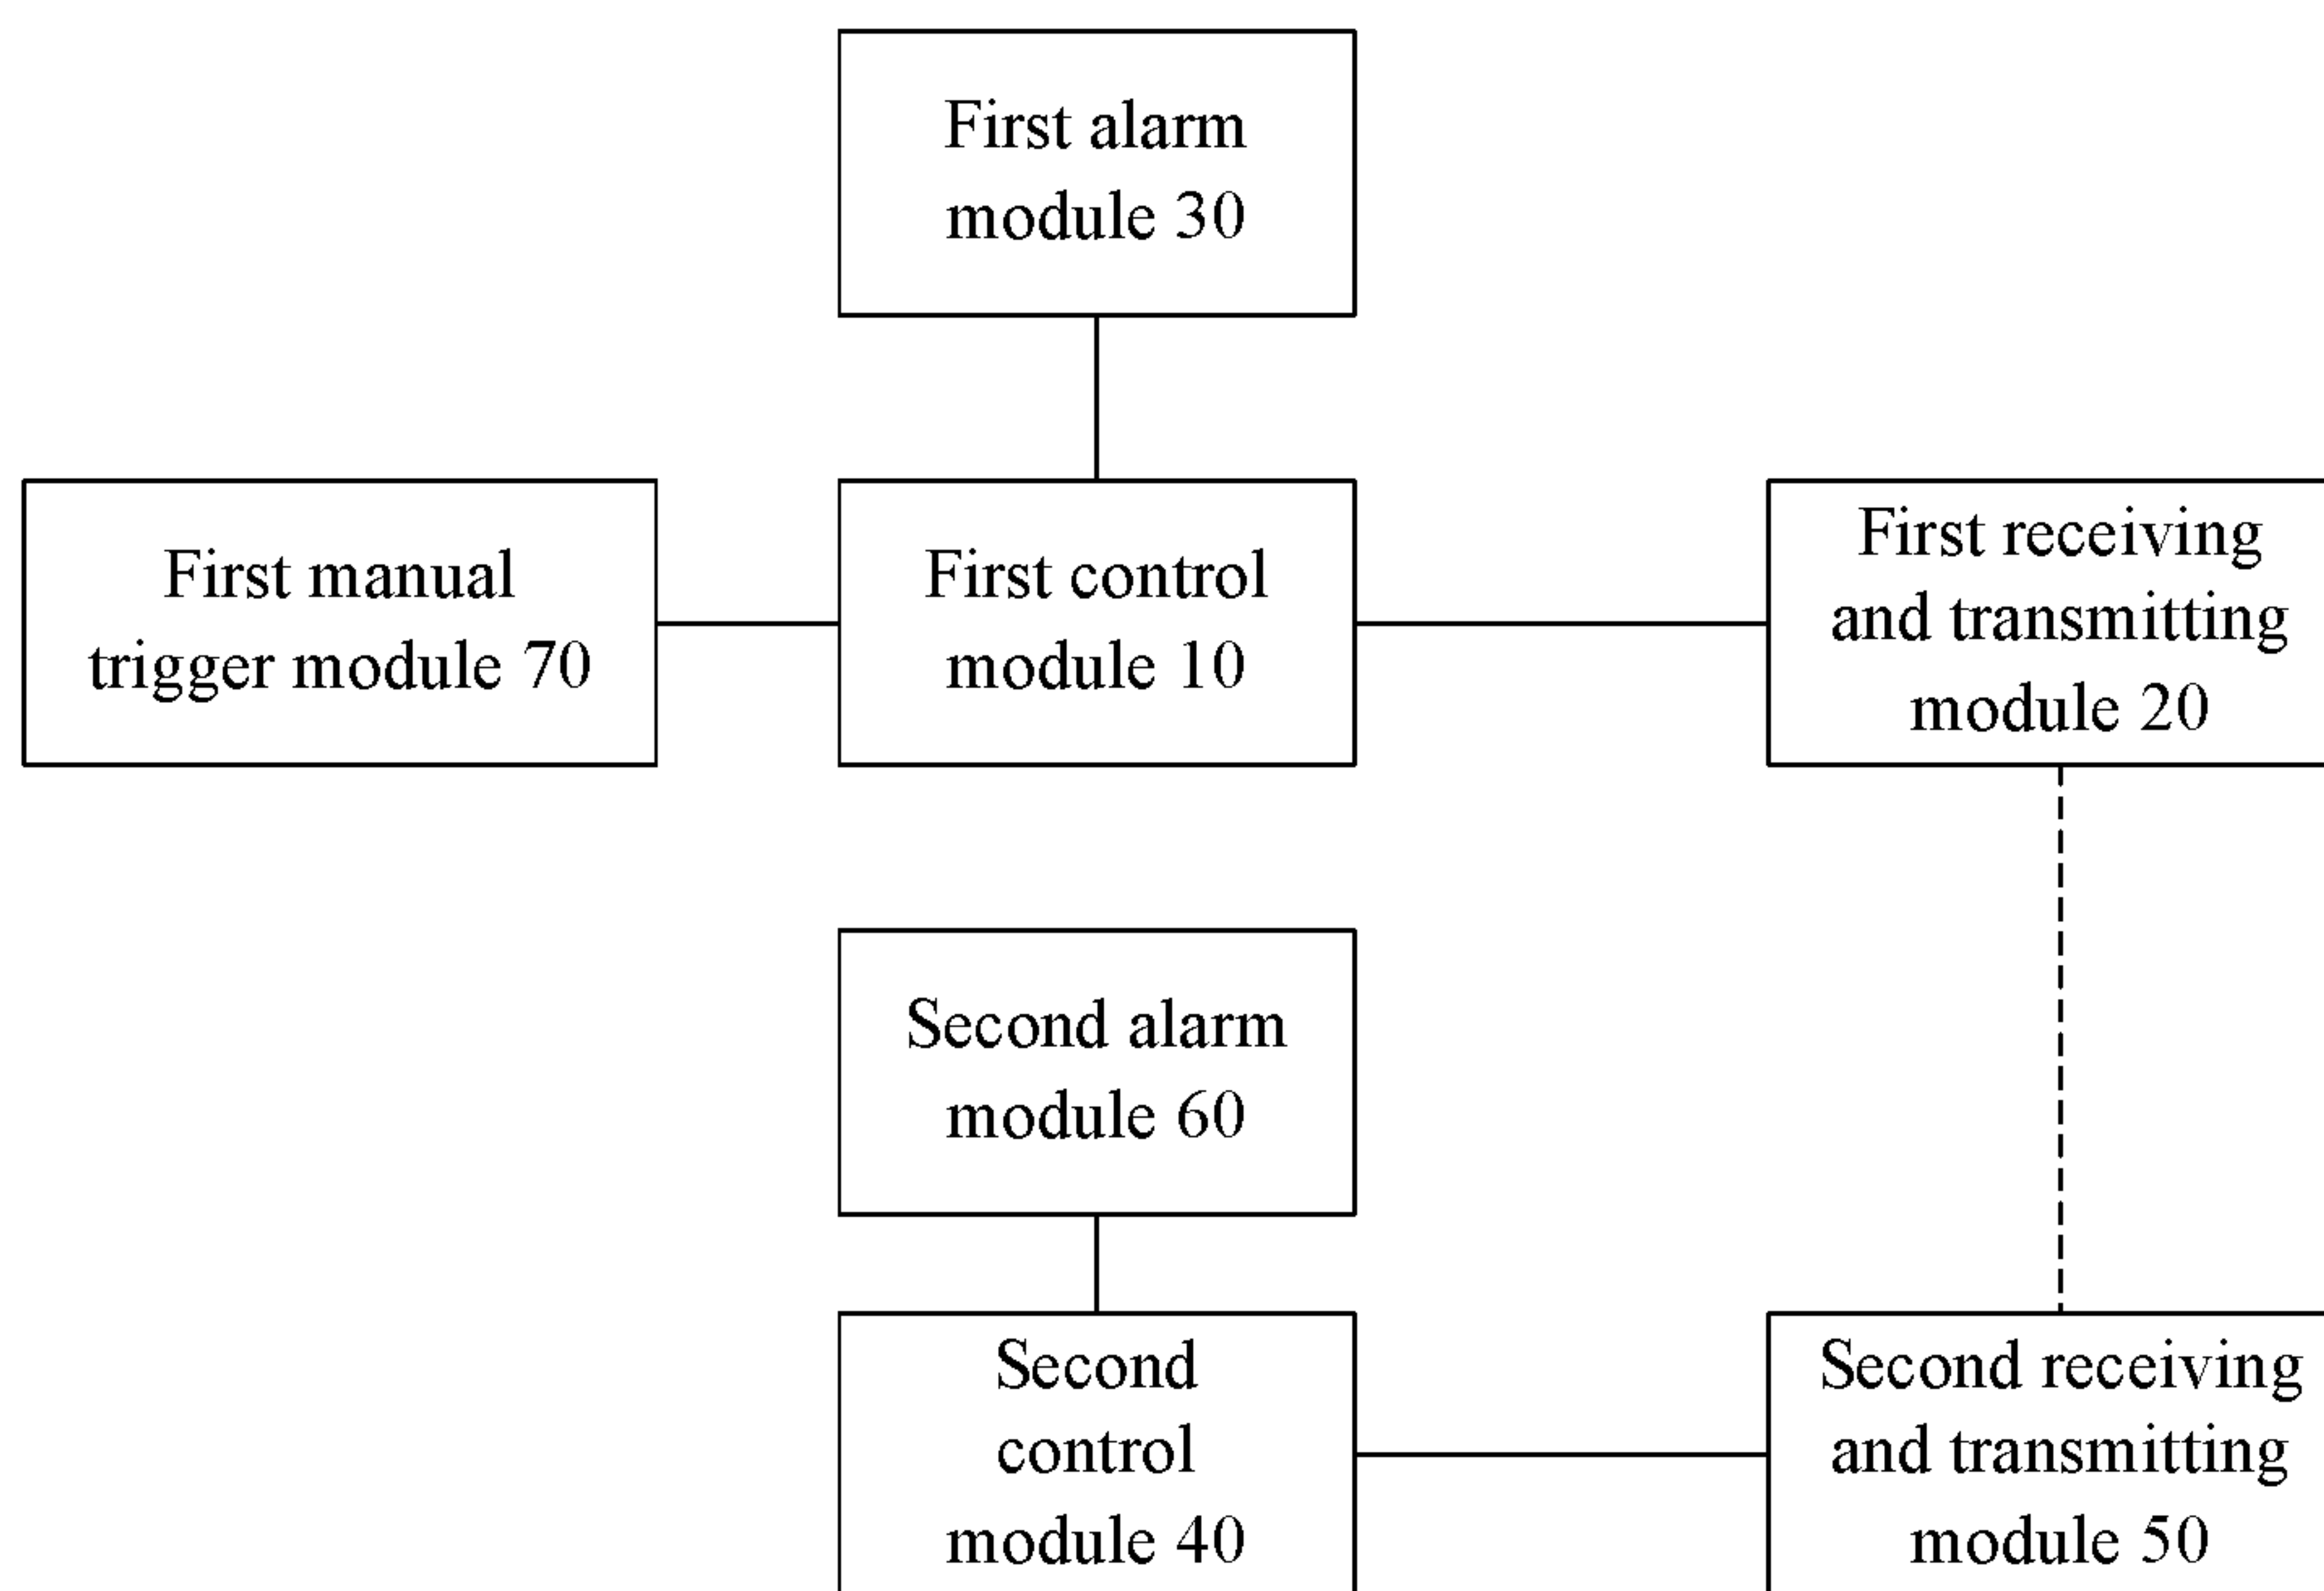 First alarm
module 30
First manual
trigger module 70
First control
module 10
First receiving
and transmitting
module 20
Second alarm
module 60
Second
control
module 40
Second receiving
and transmitting
module 50